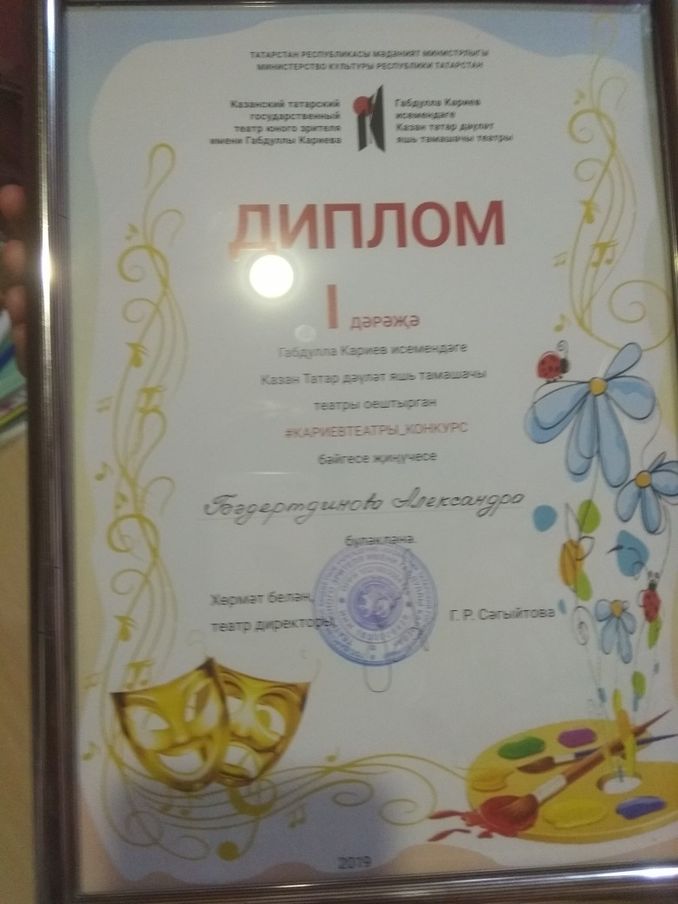 ТАТАРСТАН РЕСПУБЛИКАСЫ МӘДӘНИЯТ МИНИСТРЛЫГЫ
МИНИСТЕРСТВО КУЛЬТУРЫ РЕСПУБЛИКИ ТАТАРСТАН
Казанский татарский
государственный
театр юного зрителя
имени Габдуллы Кариева
Габдулла Кариев
исемендәге
Казан татар дәүләт
яшь тамашачы театры
ДИПЛОМ
I дәрәҗә
Габдулла Кариев исемендәге
Казан Татар дәүләт яшь тамашачы
театры оештырган
#КАРИЕВТЕАТРЫ_КОНКУРС
бәйгесе җиңүчесе
Бәдертдинова Александра
бүләкләнә.
Хөрмәт белән,
театр директоры
Г. Р. Сәгыйтова
2019